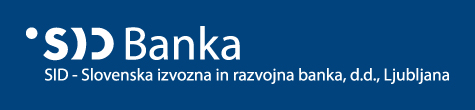 SID Banka
SID - Slovenska izvozna in razvojna banka, d.d., Ljubljana